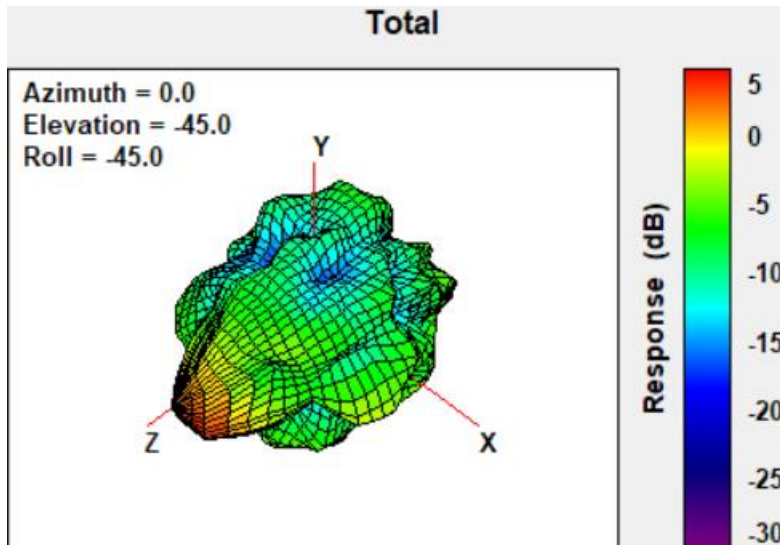 Total
Azimuth = 0.0
Elevation = -45.0
Roll = -45.0
Y
Z
X
Response (dB)
5
0
-5
-10
-15
-20
-25
-30